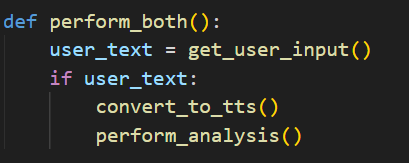 def perform_both():
    user_text = get_user_input()
    if user_text:
        convert_to_tts()
        perform_analysis()